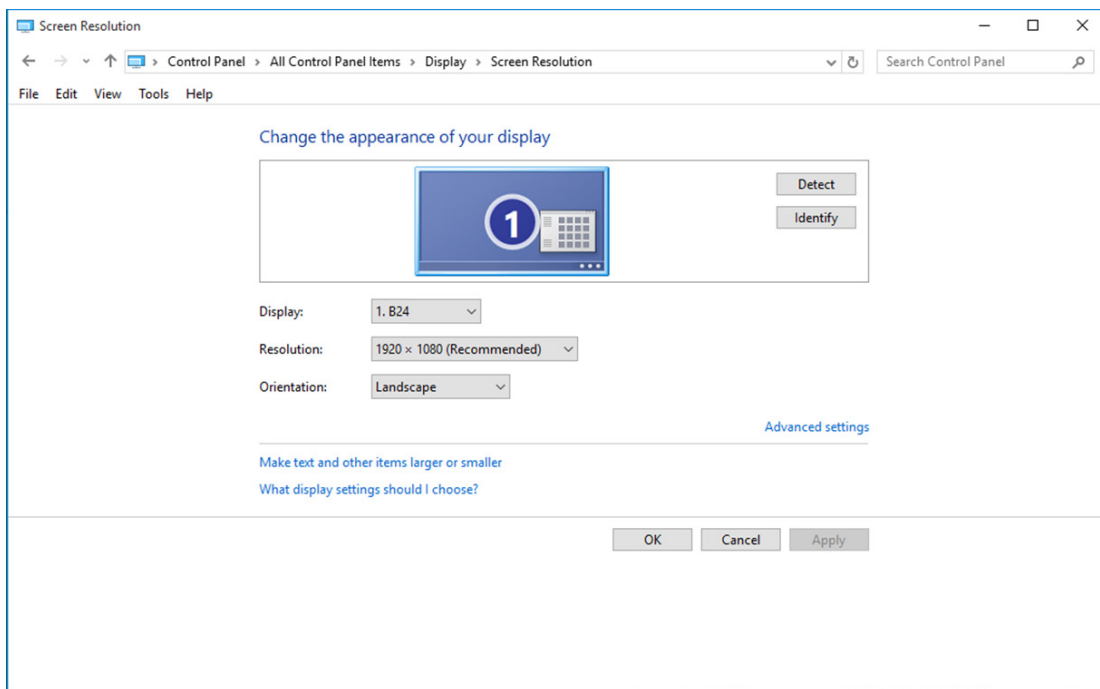 Screen Resolution
Control Panel > All Control Panel Items > Display > Screen Resolution
Search Control Panel
File Edit View Tools Help
Change the appearance of your display
1
Detect
Identify
Display: 1. B24
Resolution: 1920 × 1080 (Recommended)
Orientation: Landscape
Advanced settings
Make text and other items larger or smaller
What display settings should I choose?
OK Cancel Apply